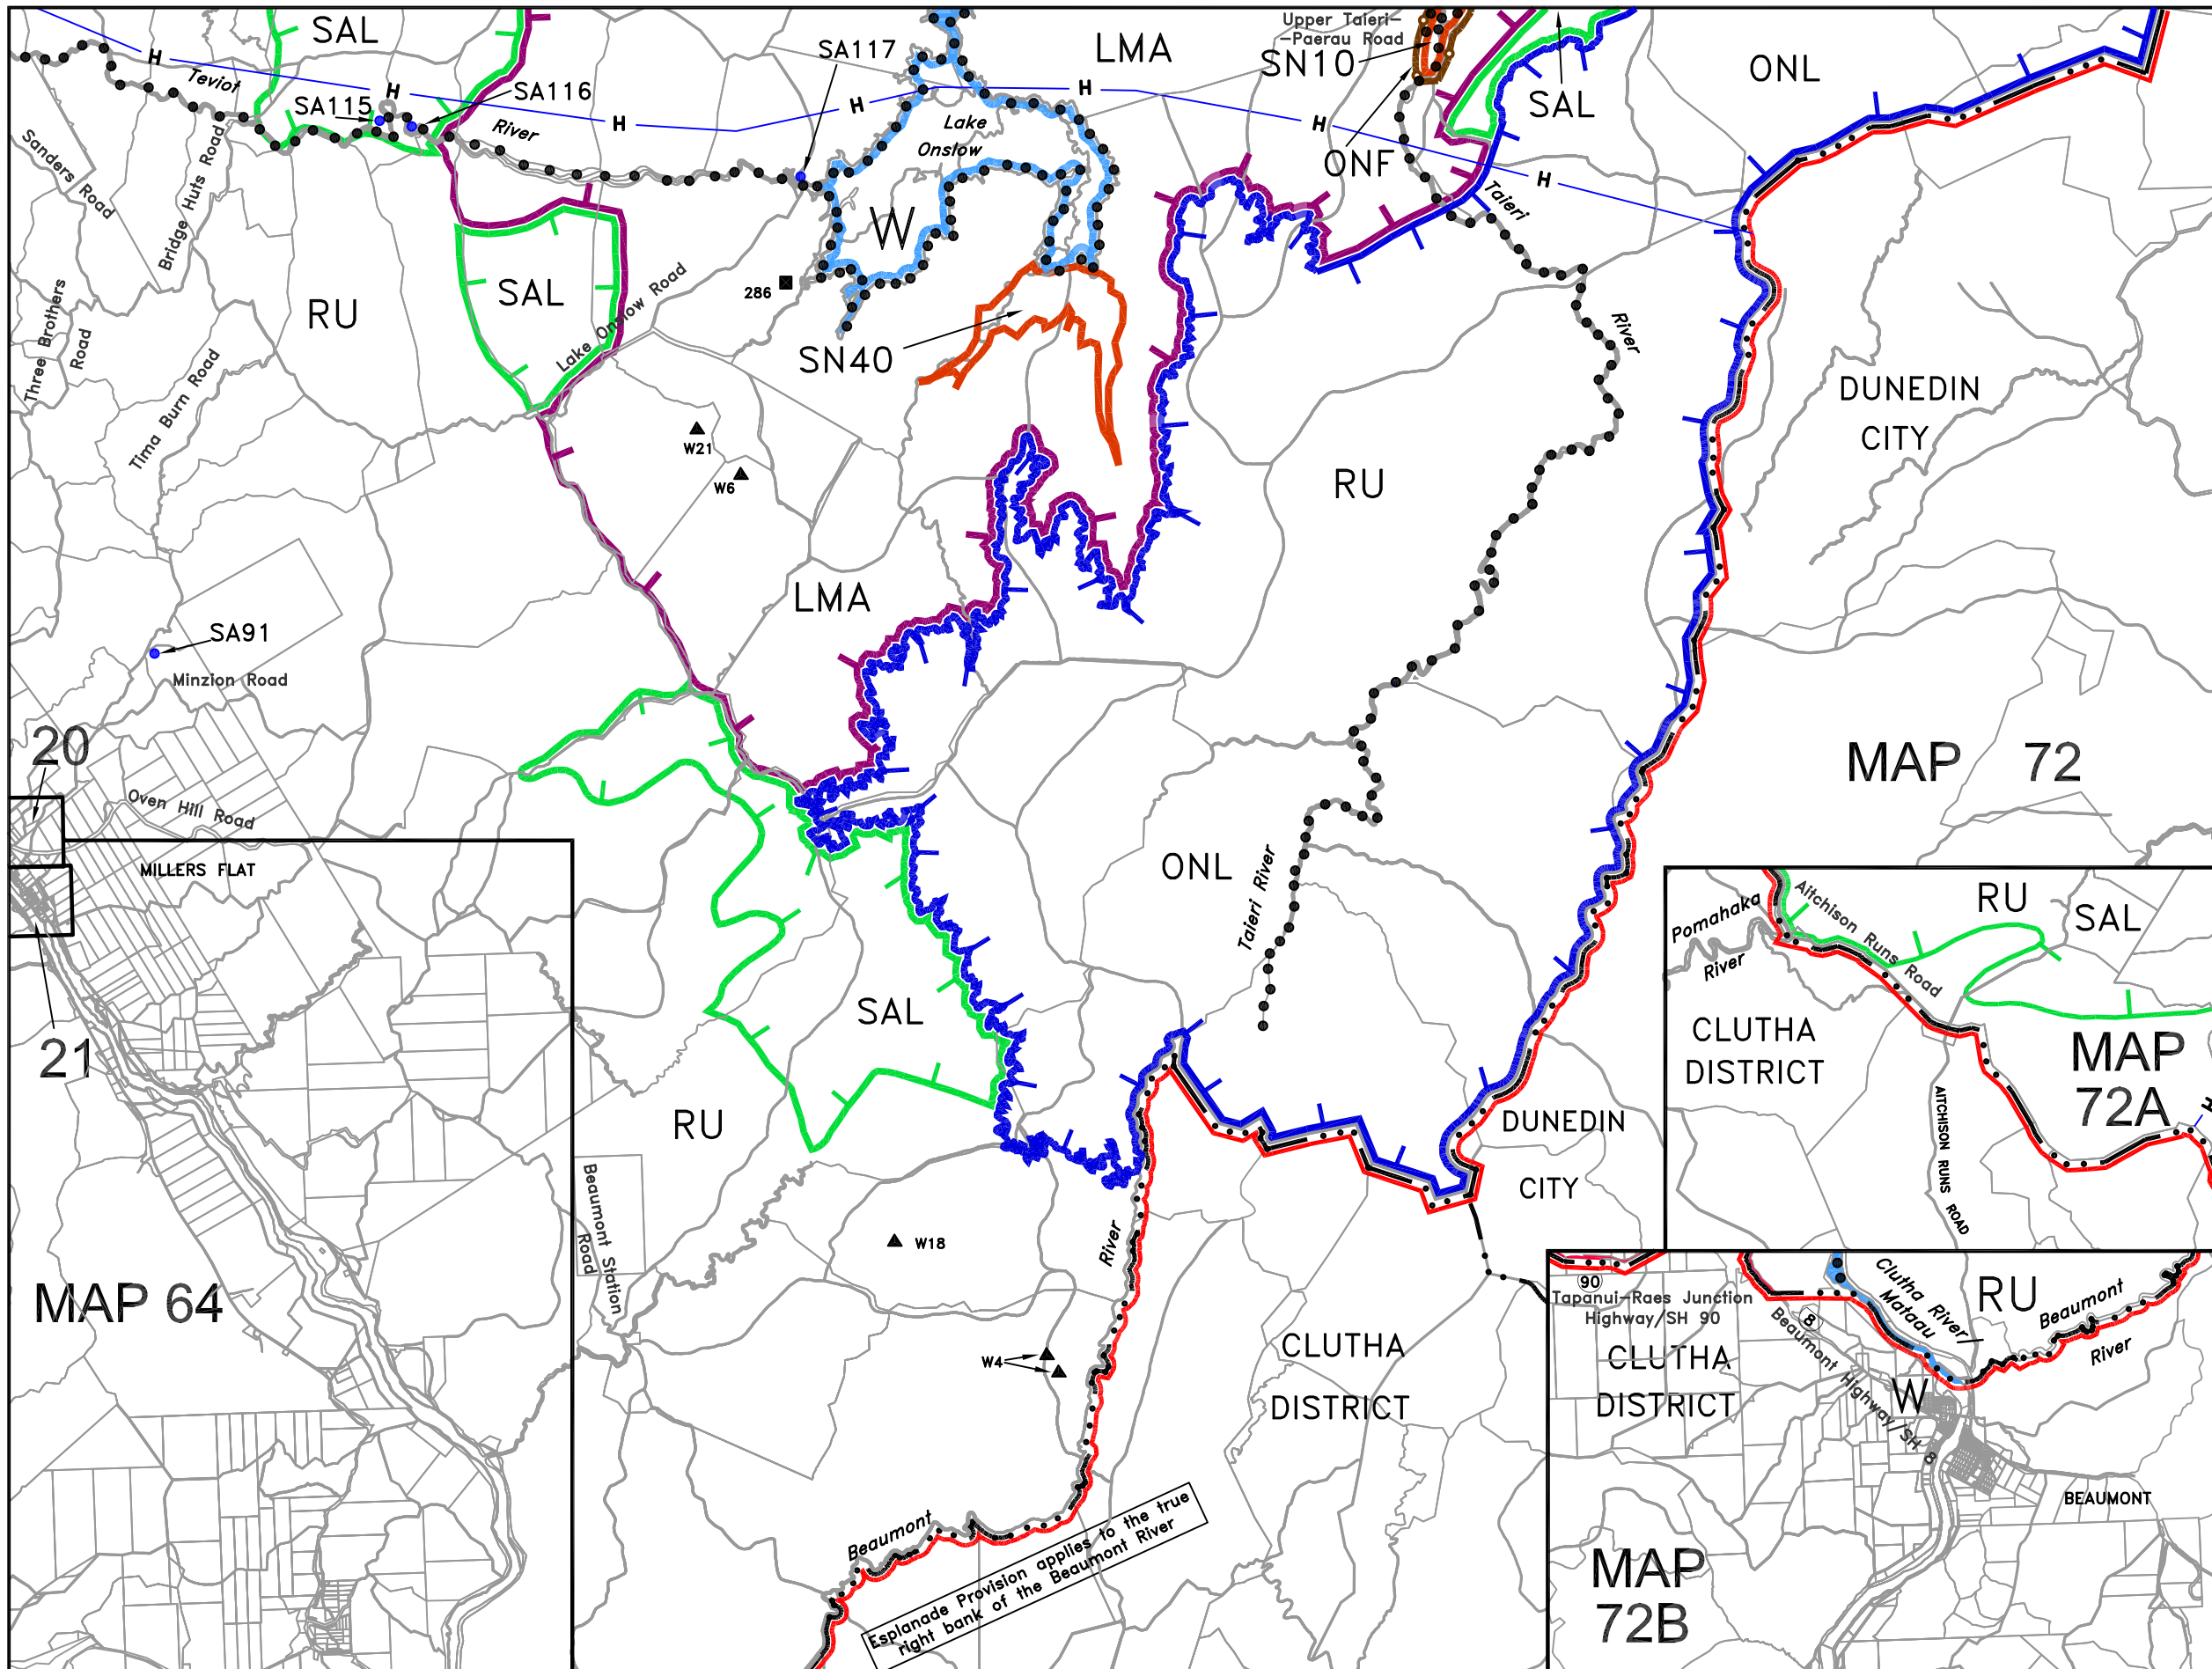 SAL
Upper Taieri-
-Paerau Road
SN10
LMA
SA117
ONL
H
Teviot
H
SA115
SA116
H
H
H
SAL
River
H
Lake
Onslow
H
ONF
H
Sanders Road
Bridge Huts Road
Taieri
W
SAL
286
RU
Lake Onslow Road
River
Three Brothers
Road
Tima Burn Road
SN40
DUNEDIN
CITY
W21
W6
RU
LMA
SA91
Minzion Road
20
MAP 72
Oven Hill Road
MILLERS FLAT
ONL
Taieri River
21
SAL
RU
DUNEDIN
CITY
Pomahaka
River
Aitchison Runs Road
RU
SAL
CLUTHA
DISTRICT
MAP
72A
H
AITCHISON RUNS ROAD
Beaumont Station
Road
W18
River
MAP 64
W4
CLUTHA
DISTRICT
90
Tapanui-Raes Junction
Highway/SH 90
8
Beaumont Highway/SH 8
Clutha River/
Mataau
RU
Beaumont
River
CLUTHA
DISTRICT
W
BEAUMONT
MAP
72B
Beaumont
Esplanade Provision applies to the true
right bank of the Beaumont River